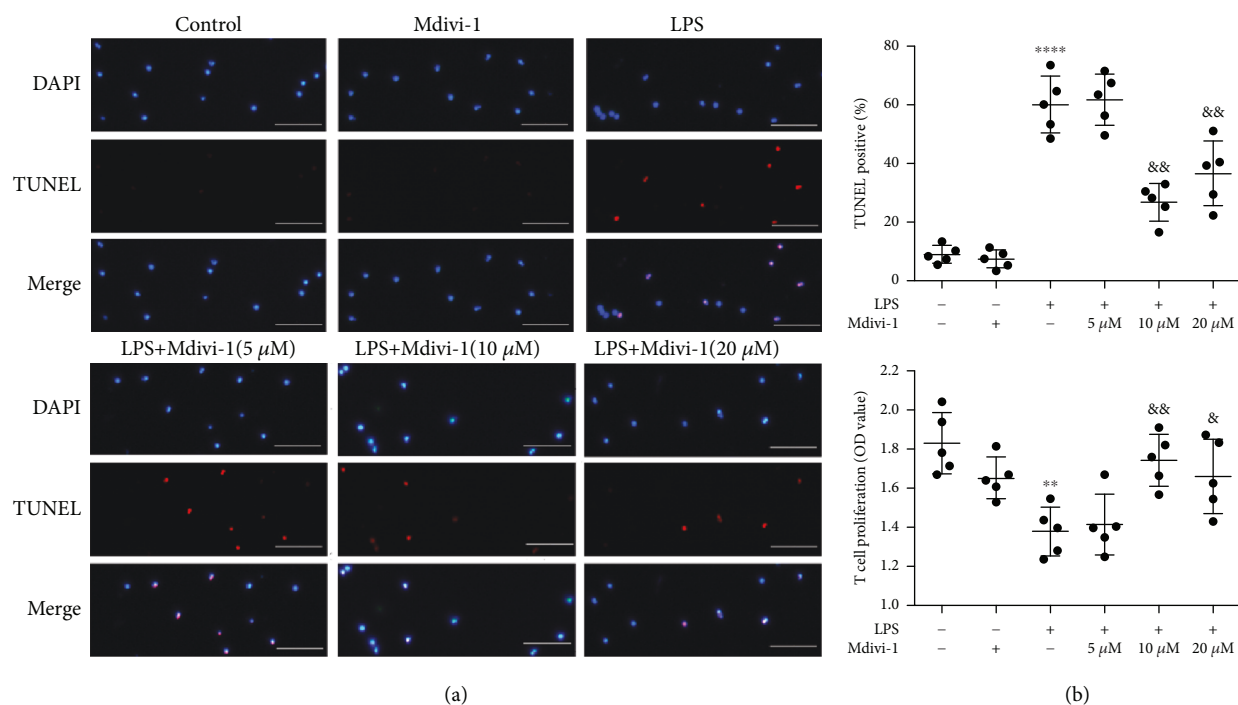 Control Mdivi-1 LPS
DAPI
TUNEL
Merge
LPS+Mdivi-1(5 μM) LPS+Mdivi-1(10 μM) LPS+Mdivi-1(20 μM)
DAPI
TUNEL
Merge
(a)
TUNEL positive (%)
80
60
40
20
0
****
&&
&&
LPS – – + + + +
Mdivi-1 – + – 5 μM 10 μM 20 μM
T cell proliferation (OD value)
2.2
2.0
1.8
1.6
1.4
1.2
1.0
**
&&
&
LPS – – + + + +
Mdivi-1 – + – 5 μM 10 μM 20 μM
(b)